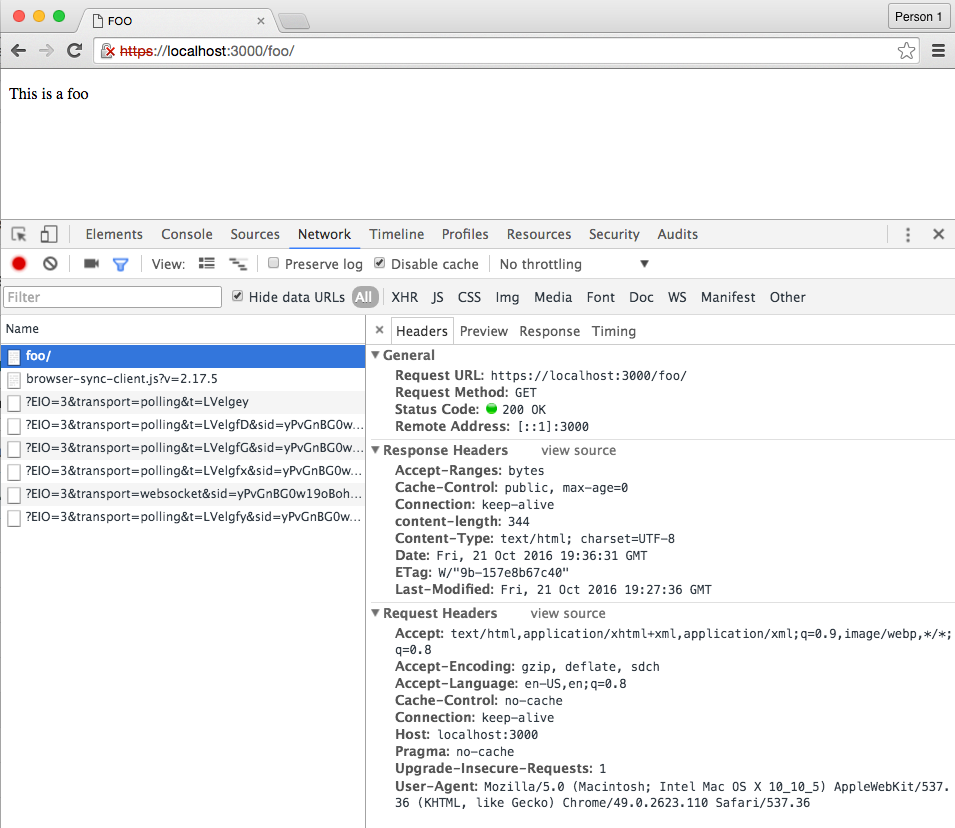 FOO
Person 1
https://localhost:3000/foo/
This is a foo
Elements Console Sources Network Timeline Profiles Resources Security Audits
View: Preserve log Disable cache No throttling
Filter Hide data URLs All XHR JS CSS Img Media Font Doc WS Manifest Other
Name
foo/
browser-sync-client.js?v=2.17.5
?EIO=3&transport=polling&t=LVelgey
?EIO=3&transport=polling&t=LVelgfD&sid=yPvGnBG0w...
?EIO=3&transport=polling&t=LVelgfG&sid=yPvGnBG0w...
?EIO=3&transport=polling&t=LVelgfx&sid=yPvGnBG0w...
?EIO=3&transport=websocket&sid=yPvGnBG0w19oBoh...
?EIO=3&transport=polling&t=LVelgfy&sid=yPvGnBG0w...
Headers Preview Response Timing
General
Request URL: https://localhost:3000/foo/
Request Method: GET
Status Code: 200 OK
Remote Address: [::1]:3000
Response Headers view source
Accept-Ranges: bytes
Cache-Control: public, max-age=0
Connection: keep-alive
content-length: 344
Content-Type: text/html; charset=UTF-8
Date: Fri, 21 Oct 2016 19:36:31 GMT
ETag: W/"9b-157e8b67c40"
Last-Modified: Fri, 21 Oct 2016 19:27:36 GMT
Request Headers view source
Accept: text/html,application/xhtml+xml,application/xml;q=0.9,image/webp,*/*;
q=0.8
Accept-Encoding: gzip, deflate, sdch
Accept-Language: en-US,en;q=0.8
Cache-Control: no-cache
Connection: keep-alive
Host: localhost:3000
Pragma: no-cache
Upgrade-Insecure-Requests: 1
User-Agent: Mozilla/5.0 (Macintosh; Intel Mac OS X 10_10_5) AppleWebKit/537.
36 (KHTML, like Gecko) Chrome/49.0.2623.110 Safari/537.36